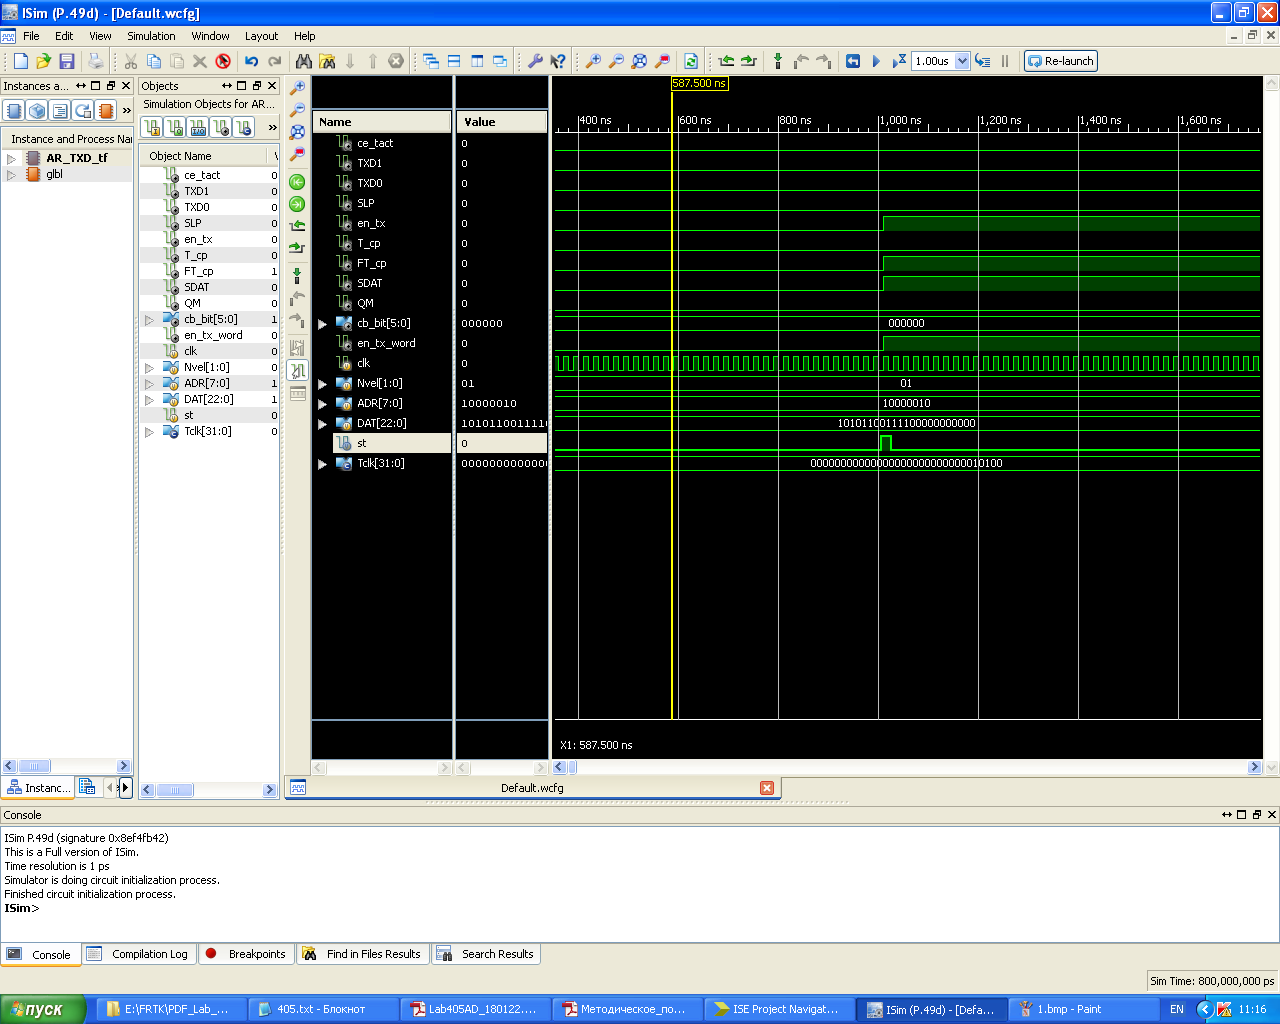 ISim (P.49d) - [Default.wcfg]
File Edit View Simulation Window Layout Help
1.00us Re-launch
Instances a...
Instance and Process Na
AR_TXD_tf
glbl
Instanc...
Objects
Simulation Objects for AR...
Object Name
ce_tact 0
TXD1 0
TXD0 0
SLP 0
en_tx 0
T_cp 0
FT_cp 1
SDAT 0
QM 0
cb_bit[5:0] 1
en_tx_word 0
clk 0
Nvel[1:0] 0
ADR[7:0] 1
DAT[22:0] 1
st 0
Tclk[31:0] 0
Name Value
ce_tact 0
TXD1 0
TXD0 0
SLP 0
en_tx 0
T_cp 0
FT_cp 0
SDAT 0
QM 0
cb_bit[5:0] 000000
en_tx_word 0
clk 0
Nvel[1:0] 01
ADR[7:0] 10000010
DAT[22:0]
st 0
Tclk[31:0]
587.500 ns
400 ns 600 ns 800 ns 1,000 ns 1,200 ns 1,400 ns 1,600 ns
000000
01
10000010
10101100111100000000000
00000000000000000000000000010100
X1: 587.500 ns
Default.wcfg
Console
ISim P.49d (signature 0x8ef4fb42)
This is a Full version of ISim.
Time resolution is 1 ps
Simulator is doing circuit initialization process.
Finished circuit initialization process.
ISim>
Console Compilation Log Breakpoints Find in Files Results Search Results
Sim Time: 800,000,000 ps
пуск E:\FRTK\PDF_Lab_... 405.txt - Блокнот Lab405AD_180122.... Методическое_по... ISE Project Navigat... ISim (P.49d) - [Defa... 1.bmp - Paint EN 11:16